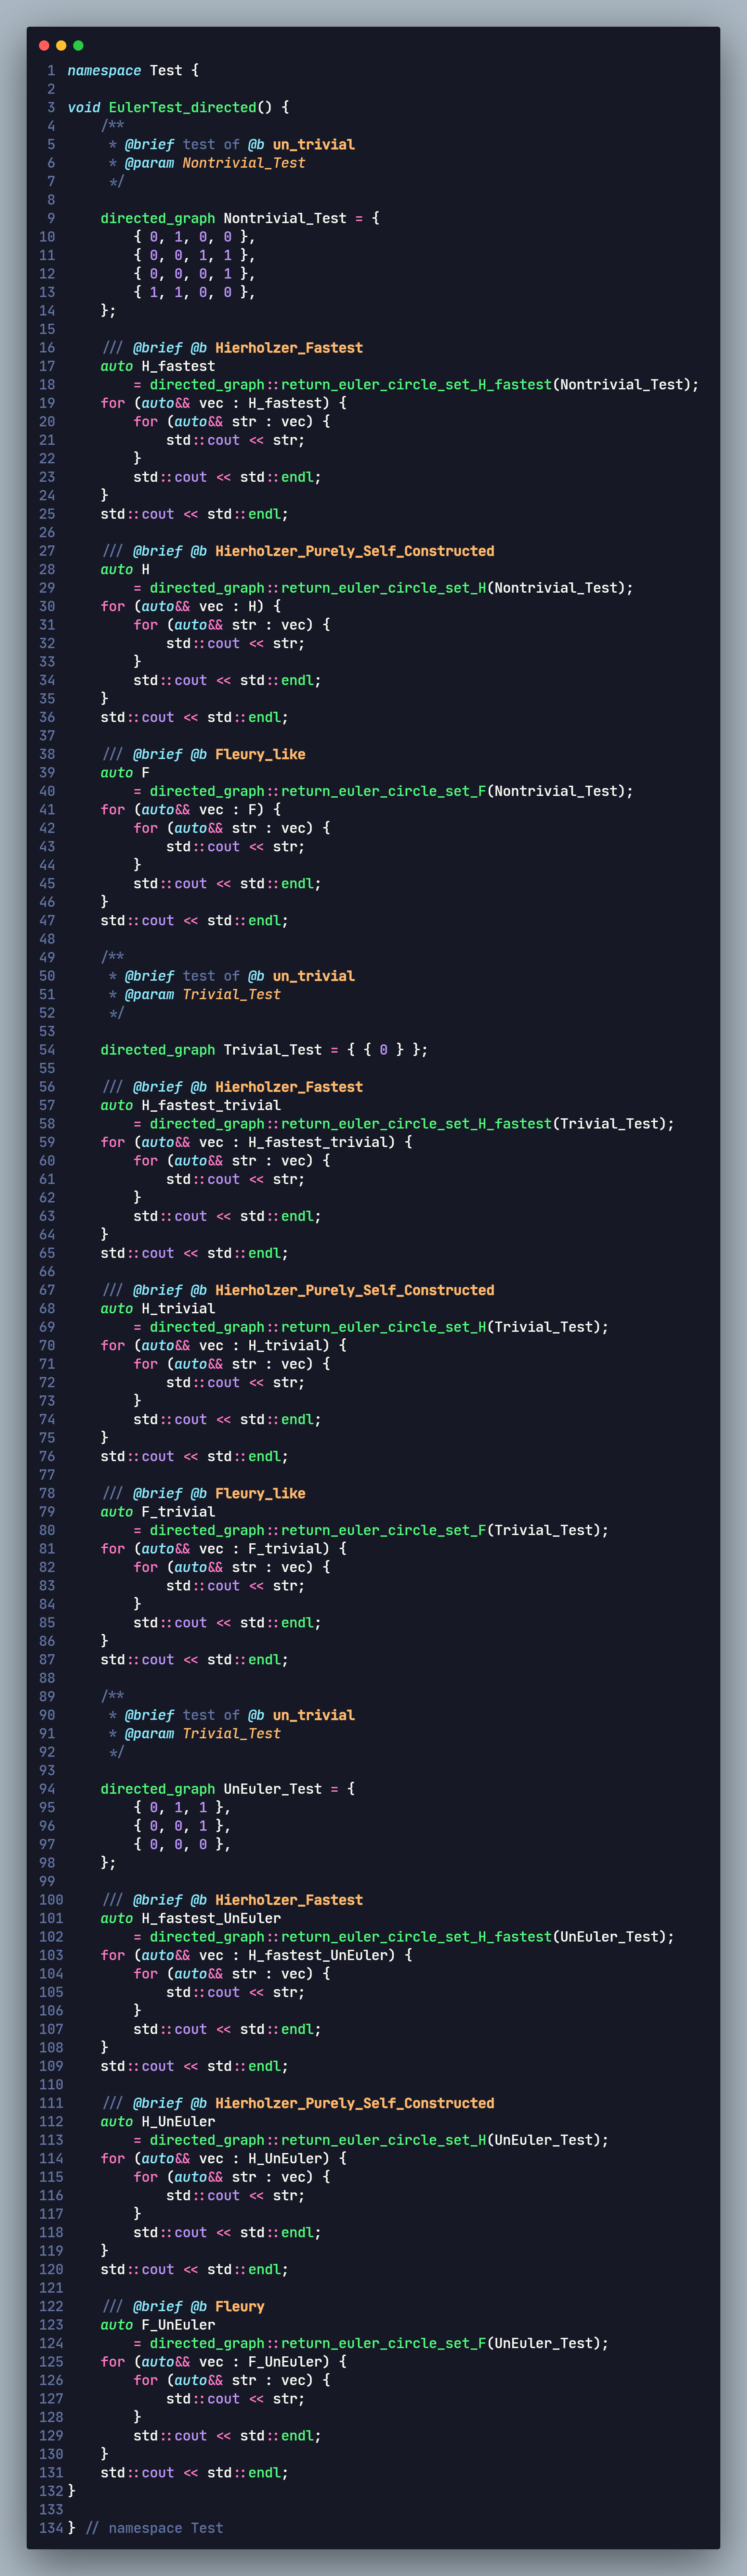 1 namespace Test {
2
3 void EulerTest_directed() {
4     /**
5      * @brief test of @b un_trivial
6      * @param Nontrivial_Test
7      */
8
9     directed_graph Nontrivial_Test = {
10         { 0, 1, 0, 0 },
11         { 0, 0, 1, 1 },
12         { 0, 0, 0, 1 },
13         { 1, 1, 0, 0 },
14     };
15
16     /// @brief @b Hierholzer_Fastest
17     auto H_fastest
18         = directed_graph::return_euler_circle_set_H_fastest(Nontrivial_Test);
19     for (auto&& vec : H_fastest) {
20         for (auto&& str : vec) {
21             std::cout << str;
22         }
23         std::cout << std::endl;
24     }
25     std::cout << std::endl;
26
27     /// @brief @b Hierholzer_Purely_Self_Constructed
28     auto H
29         = directed_graph::return_euler_circle_set_H(Nontrivial_Test);
30     for (auto&& vec : H) {
31         for (auto&& str : vec) {
32             std::cout << str;
33         }
34         std::cout << std::endl;
35     }
36     std::cout << std::endl;
37
38     /// @brief @b Fleury_like
39     auto F
40         = directed_graph::return_euler_circle_set_F(Nontrivial_Test);
41     for (auto&& vec : F) {
42         for (auto&& str : vec) {
43             std::cout << str;
44         }
45         std::cout << std::endl;
46     }
47     std::cout << std::endl;
48
49     /**
50      * @brief test of @b un_trivial
51      * @param Trivial_Test
52      */
53
54     directed_graph Trivial_Test = { { 0 } };
55
56     /// @brief @b Hierholzer_Fastest
57     auto H_fastest_trivial
58         = directed_graph::return_euler_circle_set_H_fastest(Trivial_Test);
59     for (auto&& vec : H_fastest_trivial) {
60         for (auto&& str : vec) {
61             std::cout << str;
62         }
63         std::cout << std::endl;
64     }
65     std::cout << std::endl;
66
67     /// @brief @b Hierholzer_Purely_Self_Constructed
68     auto H_trivial
69         = directed_graph::return_euler_circle_set_H(Trivial_Test);
70     for (auto&& vec : H_trivial) {
71         for (auto&& str : vec) {
72             std::cout << str;
73         }
74         std::cout << std::endl;
75     }
76     std::cout << std::endl;
77
78     /// @brief @b Fleury_like
79     auto F_trivial
80         = directed_graph::return_euler_circle_set_F(Trivial_Test);
81     for (auto&& vec : F_trivial) {
82         for (auto&& str : vec) {
83             std::cout << str;
84         }
85         std::cout << std::endl;
86     }
87     std::cout << std::endl;
88
89     /**
90      * @brief test of @b un_trivial
91      * @param Trivial_Test
92      */
93
94     directed_graph UnEuler_Test = {
95         { 0, 1, 1 },
96         { 0, 0, 1 },
97         { 0, 0, 0 },
98     };
99
100     /// @brief @b Hierholzer_Fastest
101     auto H_fastest_UnEuler
102         = directed_graph::return_euler_circle_set_H_fastest(UnEuler_Test);
103     for (auto&& vec : H_fastest_UnEuler) {
104         for (auto&& str : vec) {
105             std::cout << str;
106         }
107         std::cout << std::endl;
108     }
109     std::cout << std::endl;
110
111     /// @brief @b Hierholzer_Purely_Self_Constructed
112     auto H_UnEuler
113         = directed_graph::return_euler_circle_set_H(UnEuler_Test);
114     for (auto&& vec : H_UnEuler) {
115         for (auto&& str : vec) {
116             std::cout << str;
117         }
118         std::cout << std::endl;
119     }
120     std::cout << std::endl;
121
122     /// @brief @b Fleury
123     auto F_UnEuler
124         = directed_graph::return_euler_circle_set_F(UnEuler_Test);
125     for (auto&& vec : F_UnEuler) {
126         for (auto&& str : vec) {
127             std::cout << str;
128         }
129         std::cout << std::endl;
130     }
131     std::cout << std::endl;
132 }
133
134 } // namespace Test